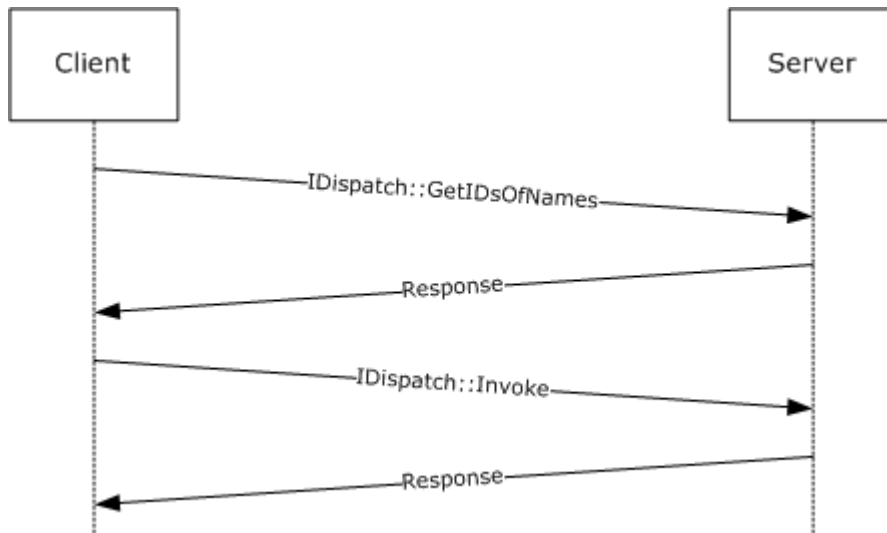 Client
Server
IDispatch::GetIDsOfNames
Response
IDispatch::Invoke
Response